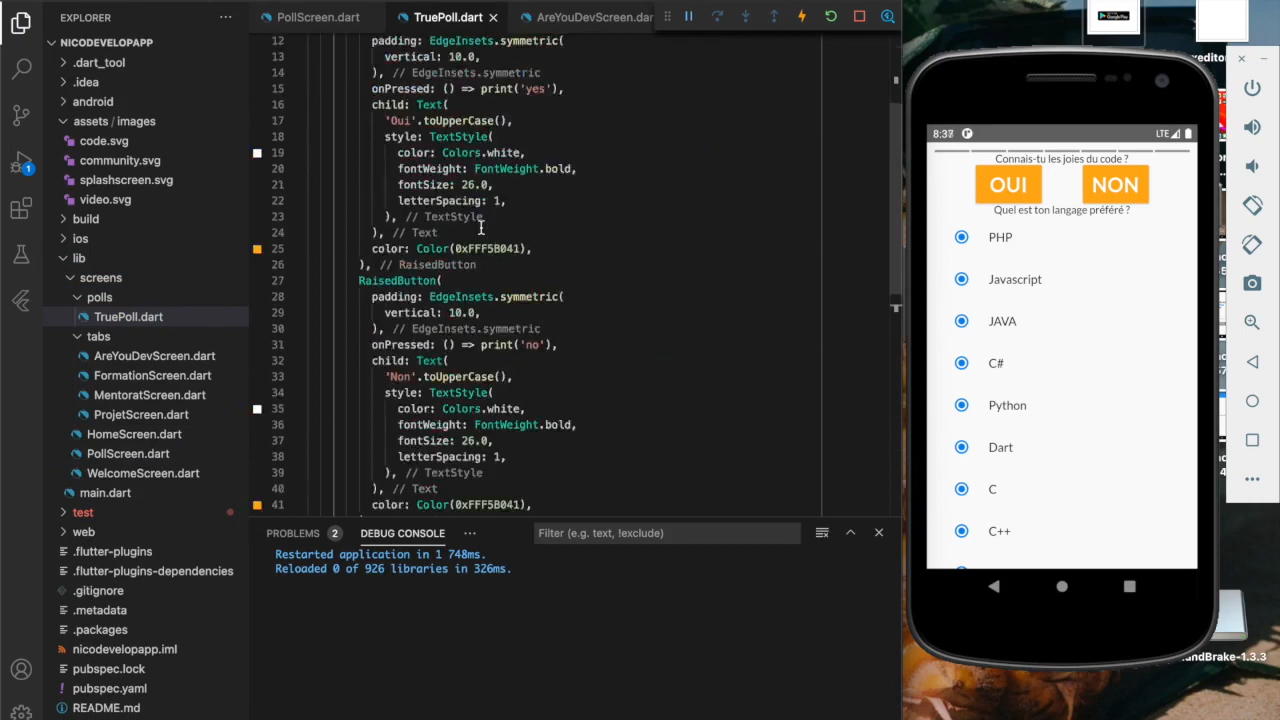 EXPLORER
NICODEVELOPAPP
.dart_tool
.idea
android
assets / images
code.svg
community.svg
splashscreen.svg
video.svg
build
ios
lib
screens
polls
TruePoll.dart
tabs
AreYouDevScreen.dart
FormationScreen.dart
MentoratScreen.dart
ProjetScreen.dart
HomeScreen.dart
PollScreen.dart
WelcomeScreen.dart
main.dart
test
web
.flutter-plugins
.flutter-plugins-dependencies
.gitignore
.metadata
.packages
nicodevelopapp.iml
pubspec.lock
pubspec.yaml
README.md
1
PollScreen.dart
TruePoll.dart
AreYouDevScreen.dart
12 padding: EdgeInsets.symmetric(
13 vertical: 10.0,
14 ), // EdgeInsets.symmetric
15 onPressed: () => print('yes'),
16 child: Text(
17 'Oui'.toUpperCase(),
18 style: TextStyle(
19 color: Colors.white,
20 fontWeight: FontWeight.bold,
21 fontSize: 26.0,
22 letterSpacing: 1,
23 ), // TextStyle
24 ), // Text
25 color: Color(0xFFF5B041),
26 ), // RaisedButton
27 RaisedButton(
28 padding: EdgeInsets.symmetric(
29 vertical: 10.0,
30 ), // EdgeInsets.symmetric
31 onPressed: () => print('no'),
32 child: Text(
33 'Non'.toUpperCase(),
34 style: TextStyle(
35 color: Colors.white,
36 fontWeight: FontWeight.bold,
37 fontSize: 26.0,
38 letterSpacing: 1,
39 ), // TextStyle
40 ), // Text
41 color: Color(0xFFF5B041),
PROBLEMS 2 DEBUG CONSOLE
Filter (e.g. text, !exclude)
Restarted application in 1 748ms.
Reloaded 0 of 926 libraries in 326ms.
Google Play
8:37 LTE
Connais-tu les joies du code ?
OUI NON
Quel est ton langage préféré ?
PHP
Javascript
JAVA
C#
Python
Dart
C
C++